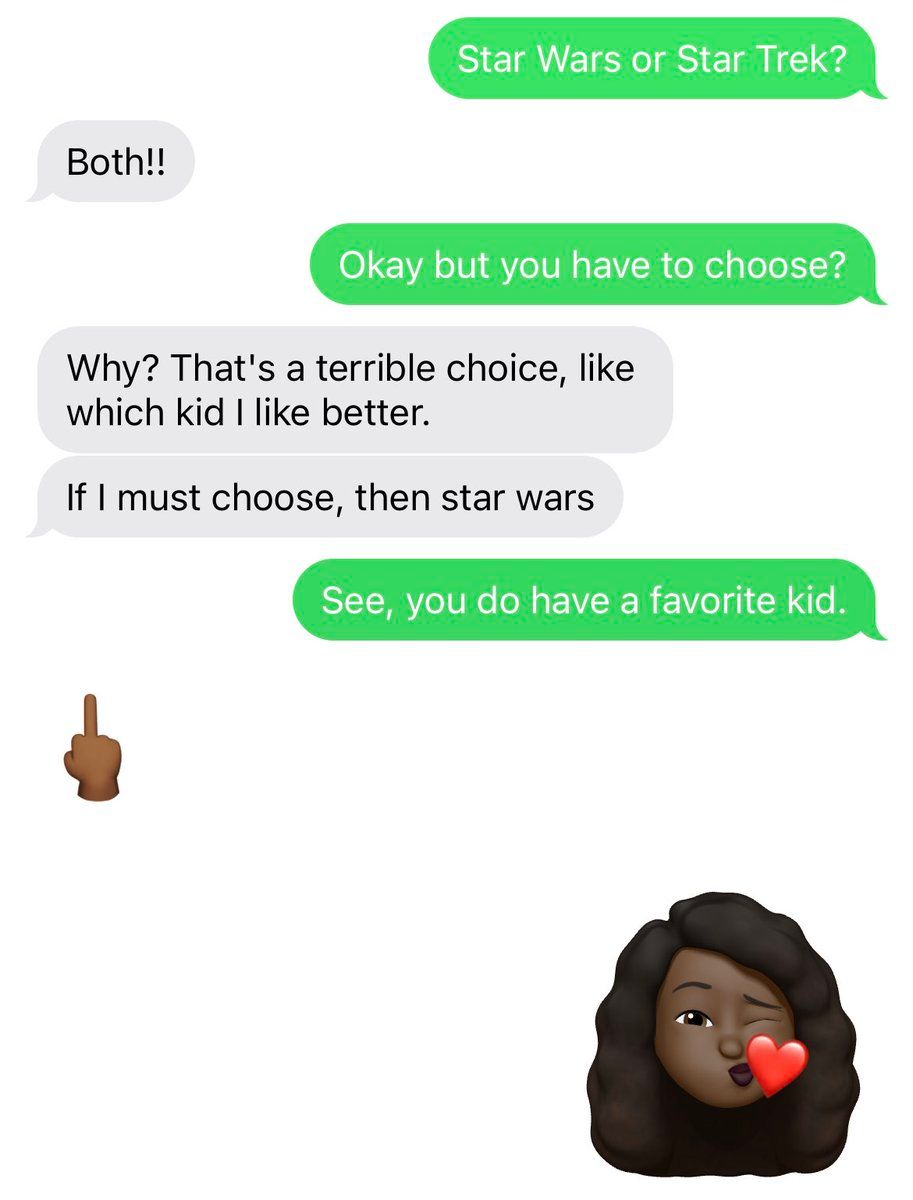 Star Wars or Star Trek?
Both!!
Okay but you have to choose?
Why? That's a terrible choice, like
which kid I like better.
If I must choose, then star wars
See, you do have a favorite kid.